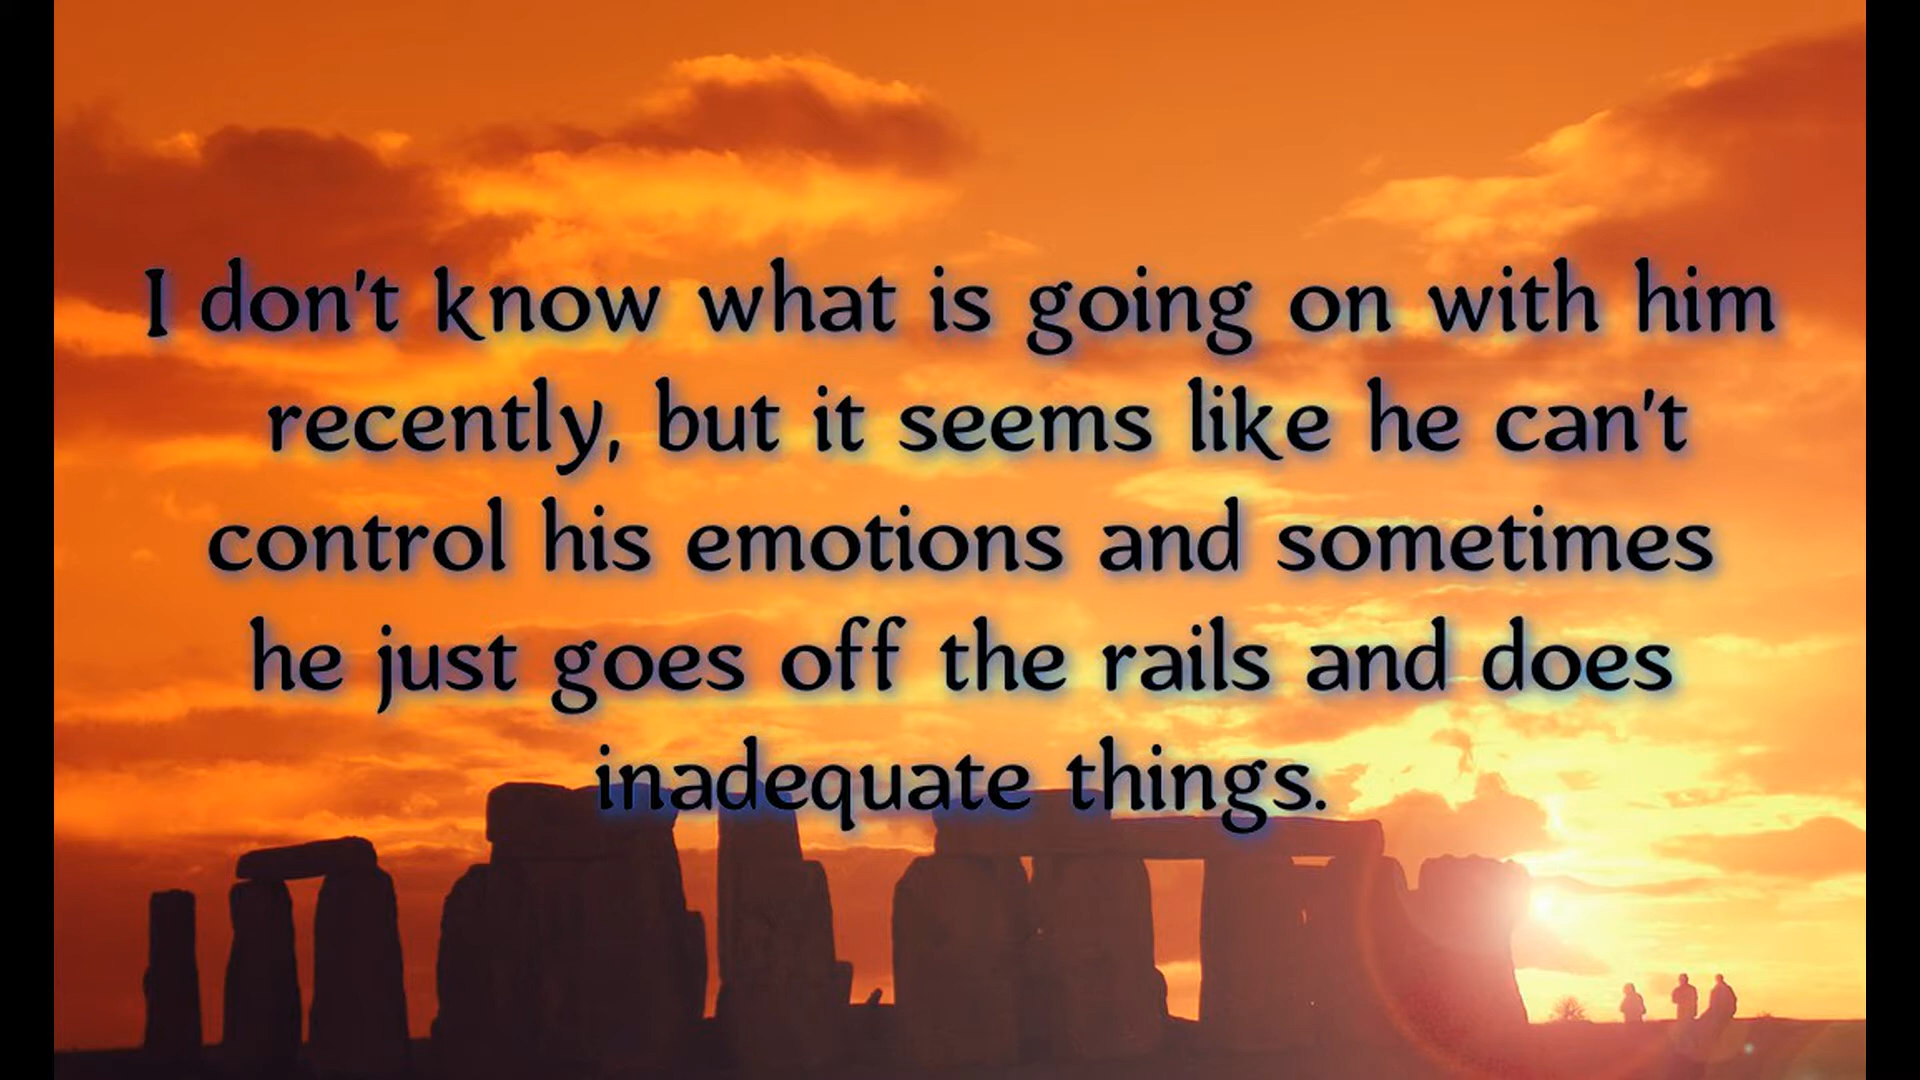 I don't know what is going on with him
recently, but it seems like he can't
control his emotions and sometimes
he just goes off the rails and does
inadequate things.